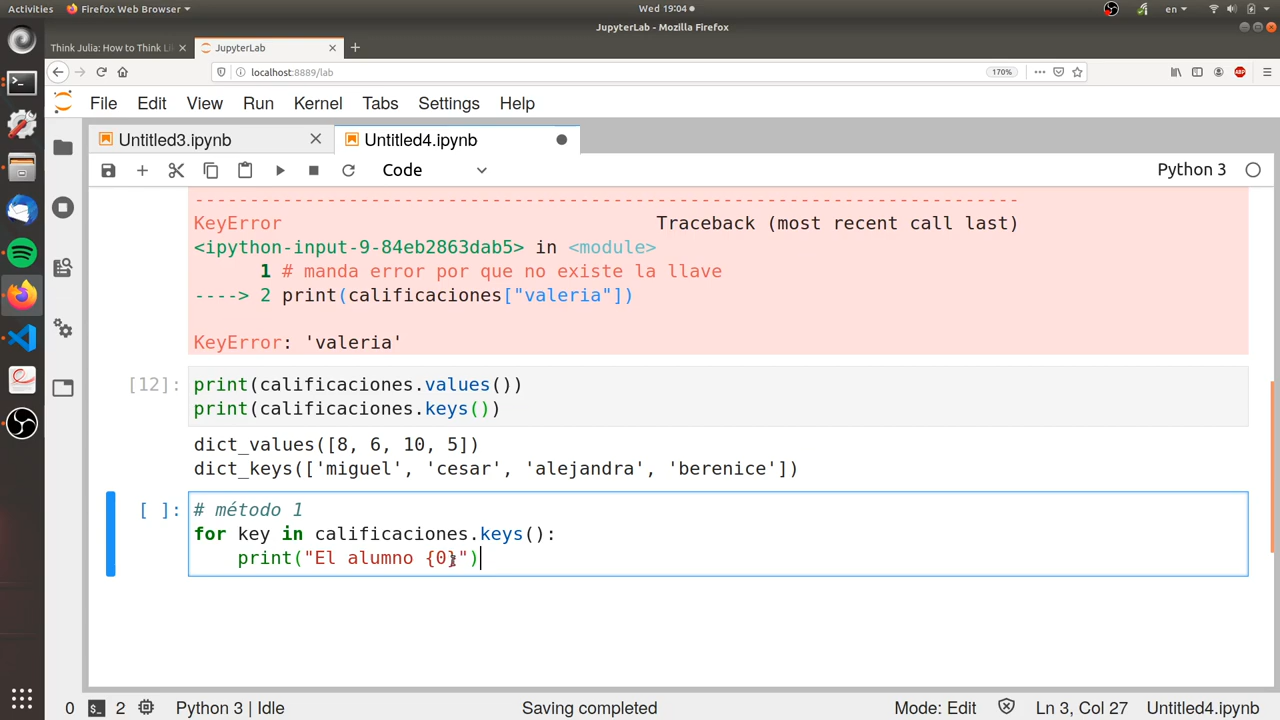 Activities Firefox Web Browser Wed 19:04 en
JupyterLab - Mozilla Firefox
Think Julia: How to Think Li JupyterLab
localhost:8889/lab 170% ABP
File Edit View Run Kernel Tabs Settings Help
Untitled3.ipynb Untitled4.ipynb
Code Python 3
---------------------------------------------------------------------------
KeyError Traceback (most recent call last)
<ipython-input-9-84eb2863dab5> in <module>
1 # manda error por que no existe la llave
----> 2 print(calificaciones["valeria"])
KeyError: 'valeria'
[12]: print(calificaciones.values())
print(calificaciones.keys())
dict_values([8, 6, 10, 5])
dict_keys(['miguel', 'cesar', 'alejandra', 'berenice'])
[ ]: # método 1
for key in calificaciones.keys():
print("El alumno {0}")
0 $_ 2 Python 3 | Idle Saving completed Mode: Edit Ln 3, Col 27 Untitled4.ipynb